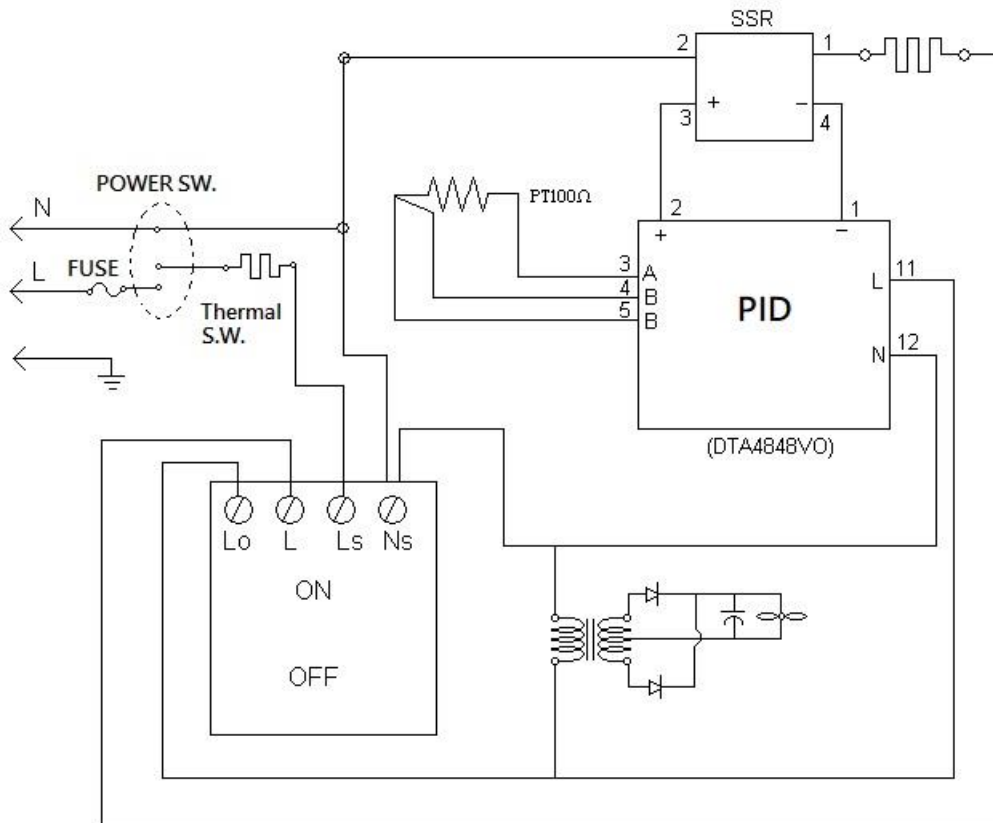 SSR
2
1
+
−
3
4
POWER SW.
N
PT100Ω
2
1
+
−
L
FUSE
3
A
11
L
4
B
5
B
PID
Thermal
S.W.
12
N
(DTA4848VO)
Lo
L
Ls
Ns
ON
OFF